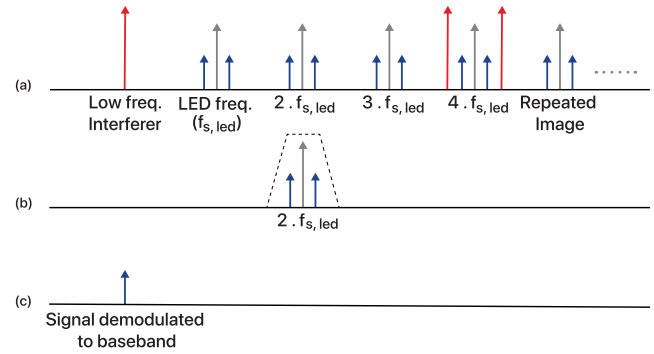 (a)
Low freq.
Interferer
LED freq.
(fs, led)
2 . fs, led
3 . fs, led
4 . fs, led
Repeated
Image
(b)
2 . fs, led
(c)
Signal demodulated
to baseband